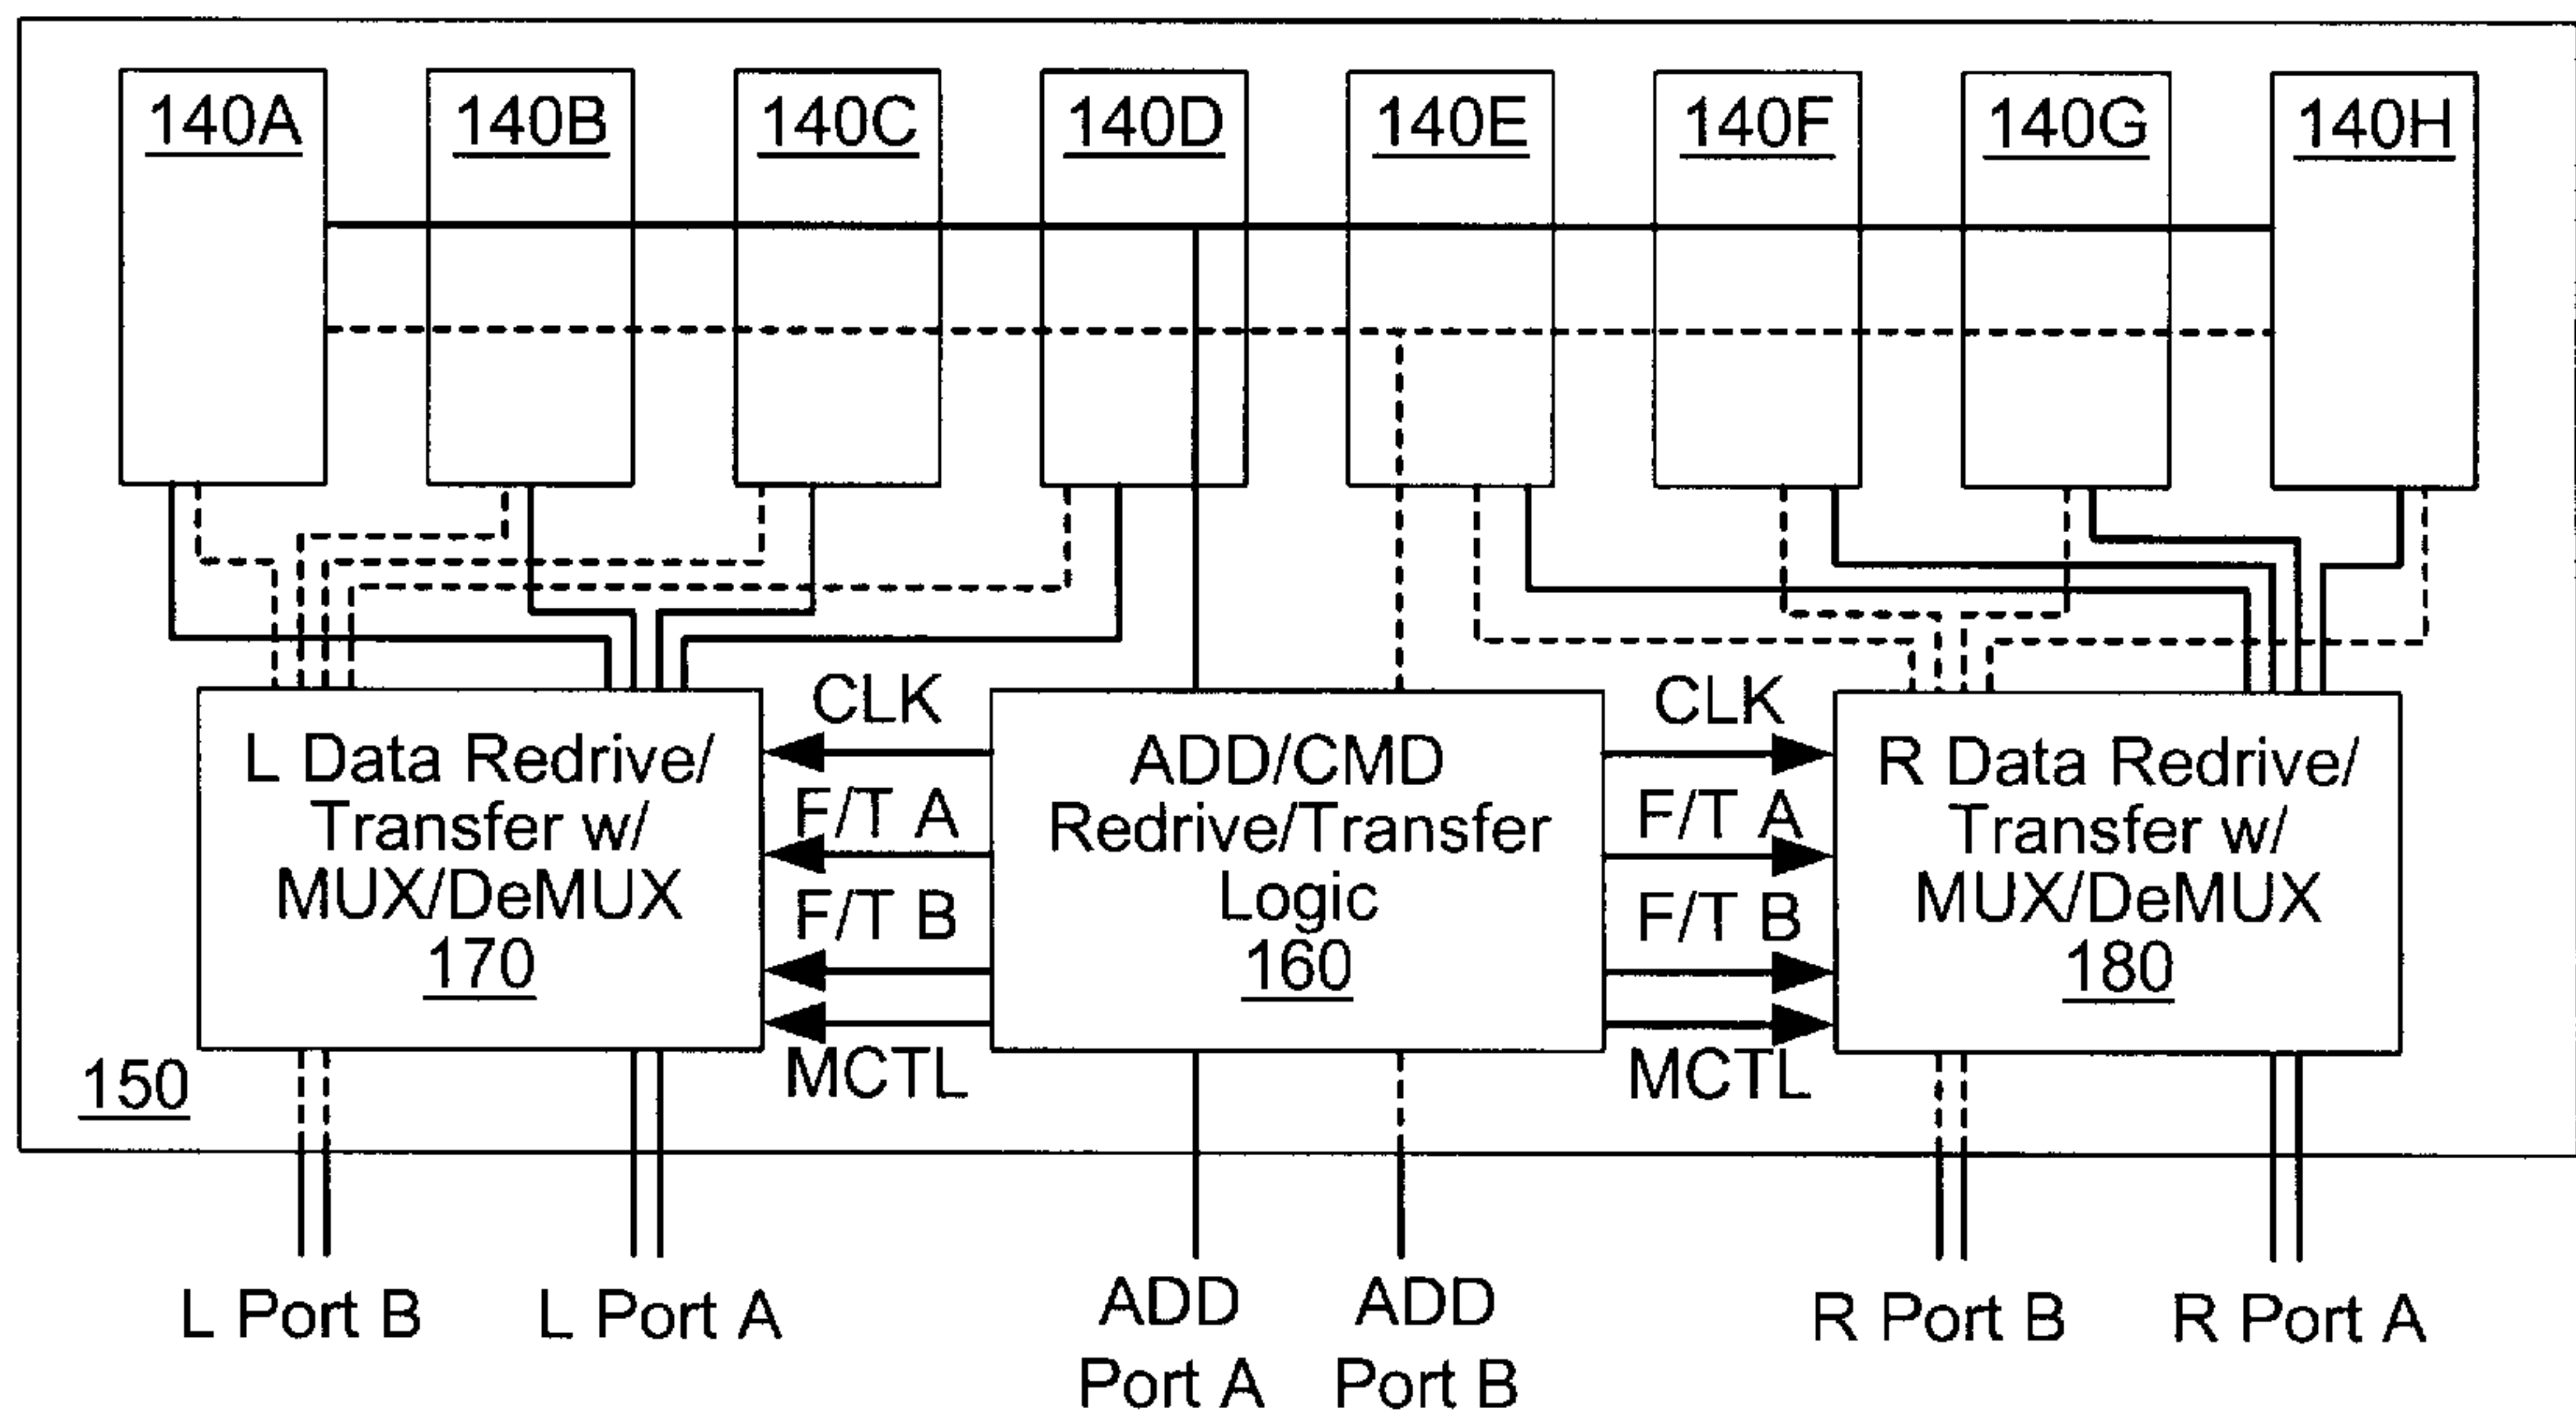 140A 140B 140C 140D 140E 140F 140G 140H
L Data Redrive/
Transfer w/
MUX/DeMUX
170
CLK
F/T A
F/T B
MCTL
ADD/CMD
Redrive/Transfer
Logic
160
CLK
F/T A
F/T B
MCTL
R Data Redrive/
Transfer w/
MUX/DeMUX
180
150
L Port B
L Port A
ADD
Port A
ADD
Port B
R Port B
R Port A